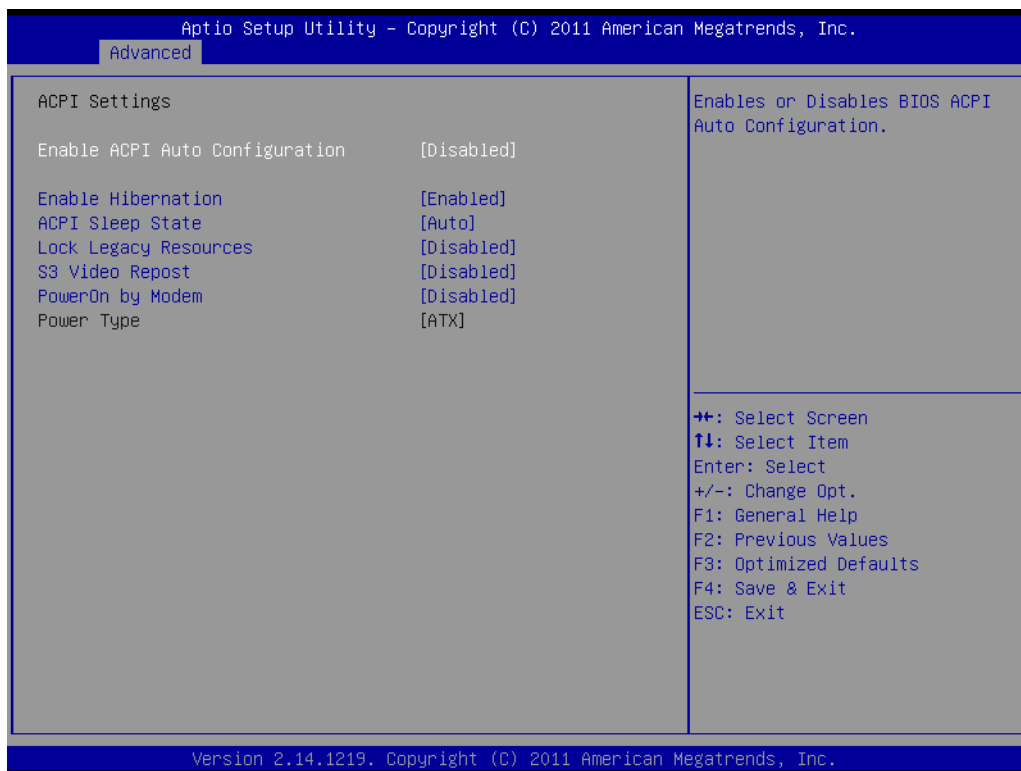 Aptio Setup Utility – Copyright (C) 2011 American Megatrends, Inc.
Advanced
ACPI Settings
Enable ACPI Auto Configuration [Disabled]
Enable Hibernation [Enabled]
ACPI Sleep State [Auto]
Lock Legacy Resources [Disabled]
S3 Video Repost [Disabled]
PowerOn by Modem [Disabled]
Power Type [ATX]
Enables or Disables BIOS ACPI
Auto Configuration.
→←: Select Screen
↑↓: Select Item
Enter: Select
+/-: Change Opt.
F1: General Help
F2: Previous Values
F3: Optimized Defaults
F4: Save & Exit
ESC: Exit
Version 2.14.1219. Copyright (C) 2011 American Megatrends, Inc.